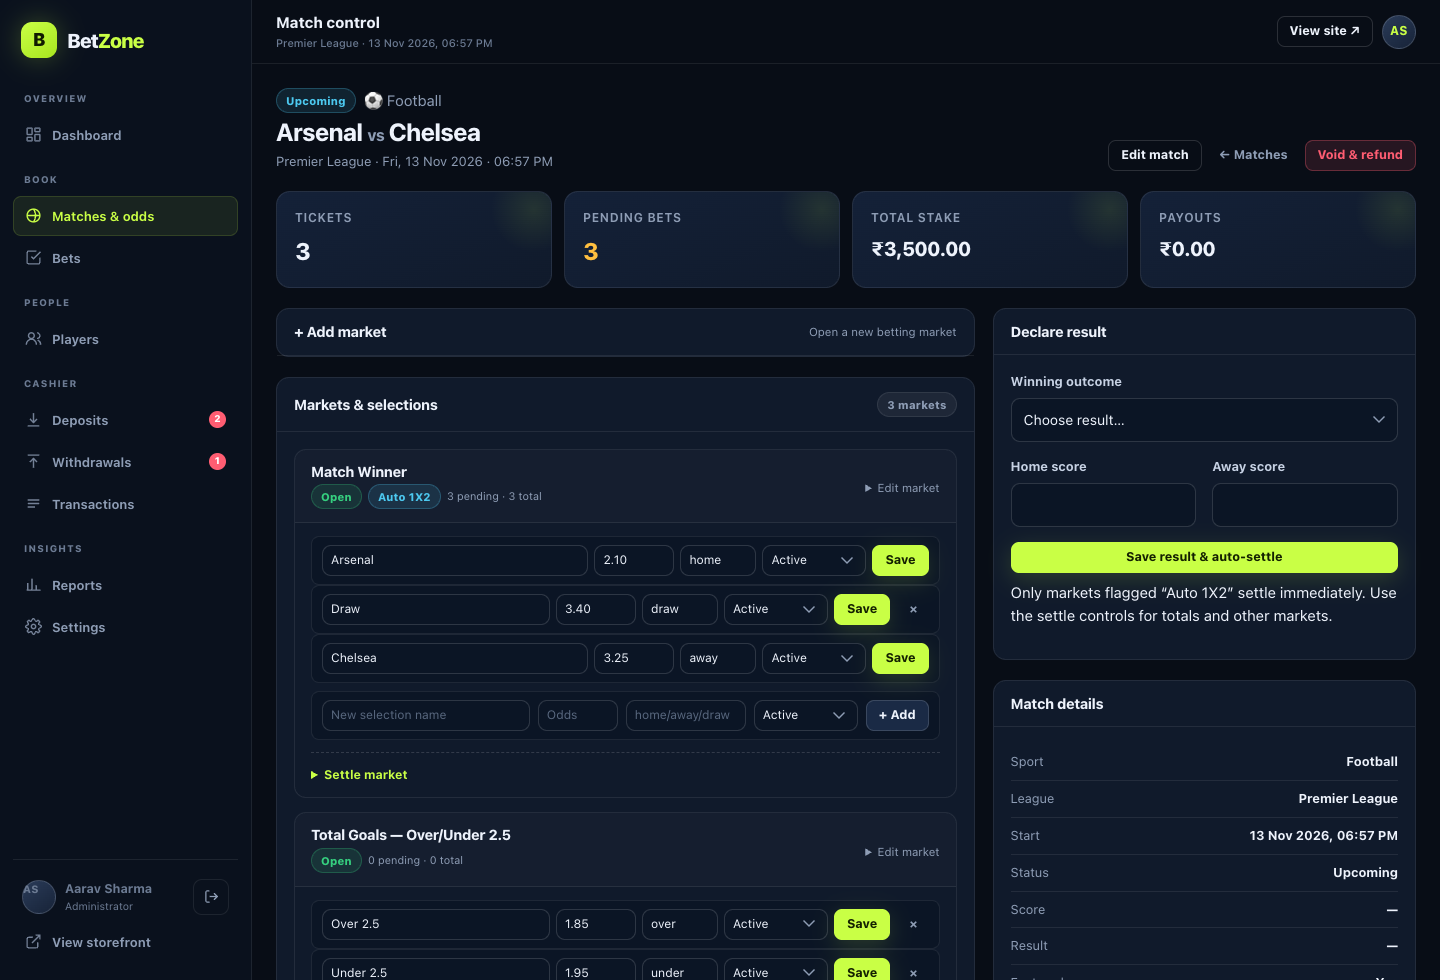 B BetZone
OVERVIEW
Dashboard
BOOK
Matches & odds
Bets
PEOPLE
Players
CASHIER
Deposits 2
Withdrawals 1
Transactions
INSIGHTS
Reports
Settings
AS Aarav Sharma
Administrator
View storefront
Match control
Premier League · 13 Nov 2026, 06:57 PM
View site ↗ AS
Upcoming ⚽ Football
Arsenal vs Chelsea
Premier League · Fri, 13 Nov 2026 · 06:57 PM
Edit match ← Matches Void & refund
TICKETS
3
PENDING BETS
3
TOTAL STAKE
₹3,500.00
PAYOUTS
₹0.00
+ Add market Open a new betting market
Markets & selections 3 markets
Match Winner
Open Auto 1X2 3 pending · 3 total
▶ Edit market
Arsenal 2.10 home Active Save
Draw 3.40 draw Active Save ×
Chelsea 3.25 away Active Save
New selection name Odds home/away/draw Active + Add
▶ Settle market
Total Goals — Over/Under 2.5
Open 0 pending · 0 total
▶ Edit market
Over 2.5 1.85 over Active Save ×
Under 2.5 1.95 under Active Save ×
Declare result
Winning outcome
Choose result...
Home score Away score
Save result & auto-settle
Only markets flagged “Auto 1X2” settle immediately. Use
the settle controls for totals and other markets.
Match details
Sport Football
League Premier League
Start 13 Nov 2026, 06:57 PM
Status Upcoming
Score —
Result —